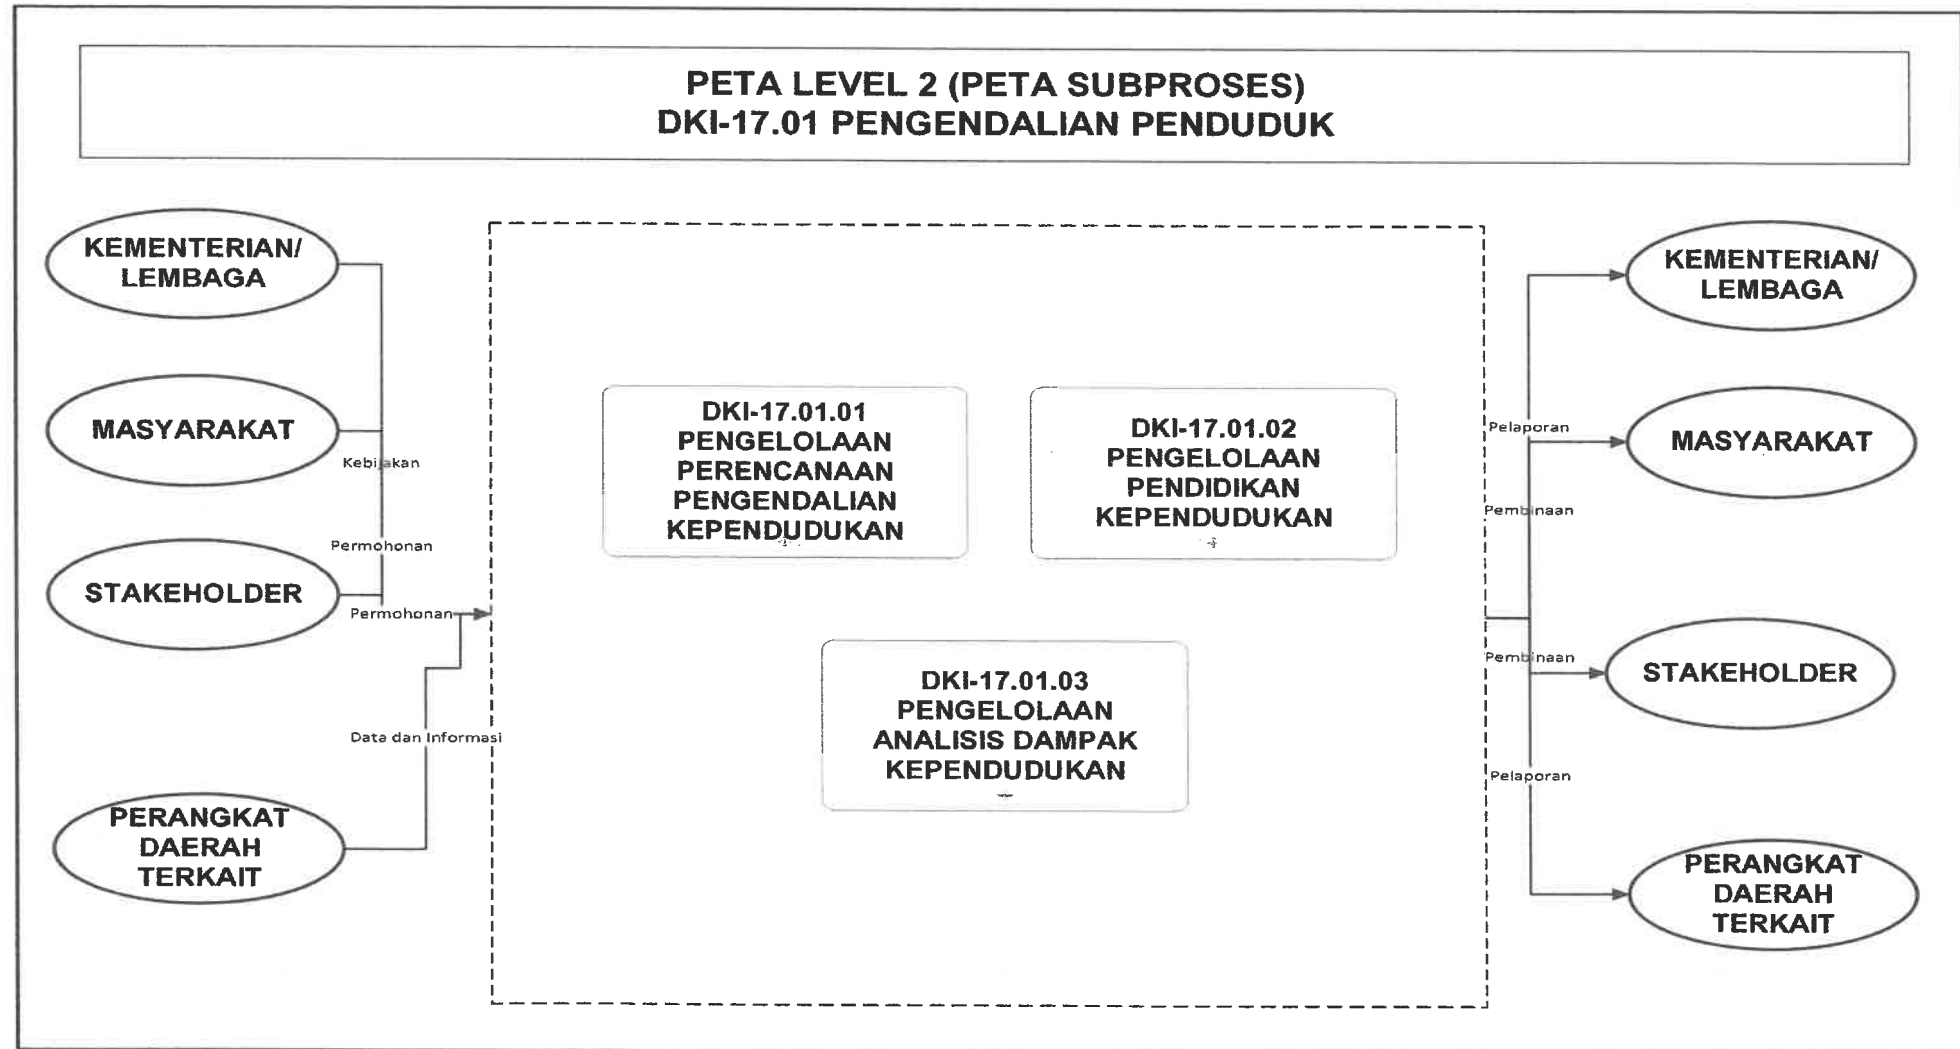 PETA LEVEL 2 (PETA SUBPROSES)
DKI-17.01 PENGENDALIAN PENDUDUK
KEMENTERIAN/
LEMBAGA
MASYARAKAT
Kebijakan
Permohonan
STAKEHOLDER
Permohonan
Data dan Informasi
PERANGKAT
DAERAH
TERKAIT
DKI-17.01.01
PENGELOLAAN
PERENCANAAN
PENGENDALIAN
KEPENDUDUKAN
DKI-17.01.02
PENGELOLAAN
PENDIDIKAN
KEPENDUDUKAN
DKI-17.01.03
PENGELOLAAN
ANALISIS DAMPAK
KEPENDUDUKAN
KEMENTERIAN/
LEMBAGA
Pelaporan
MASYARAKAT
Pembinaan
Pembinaan
STAKEHOLDER
Pelaporan
PERANGKAT
DAERAH
TERKAIT